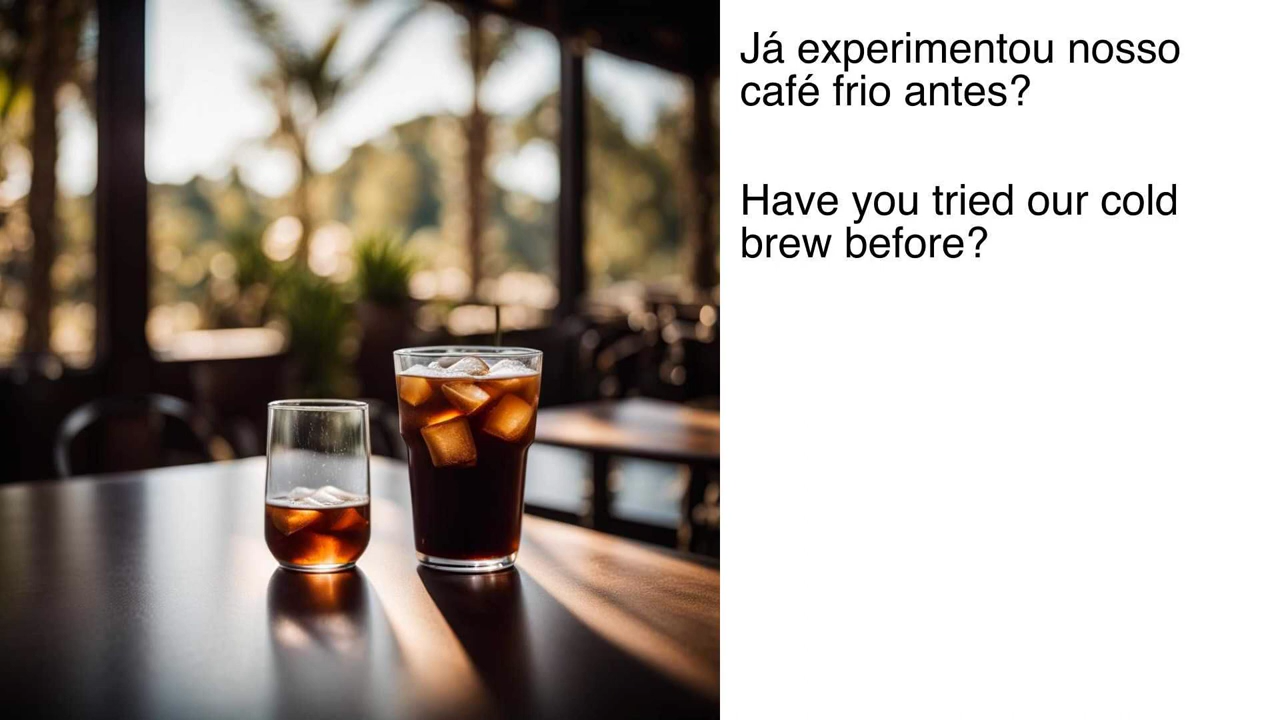 Já experimentou nosso
café frio antes?
Have you tried our cold
brew before?